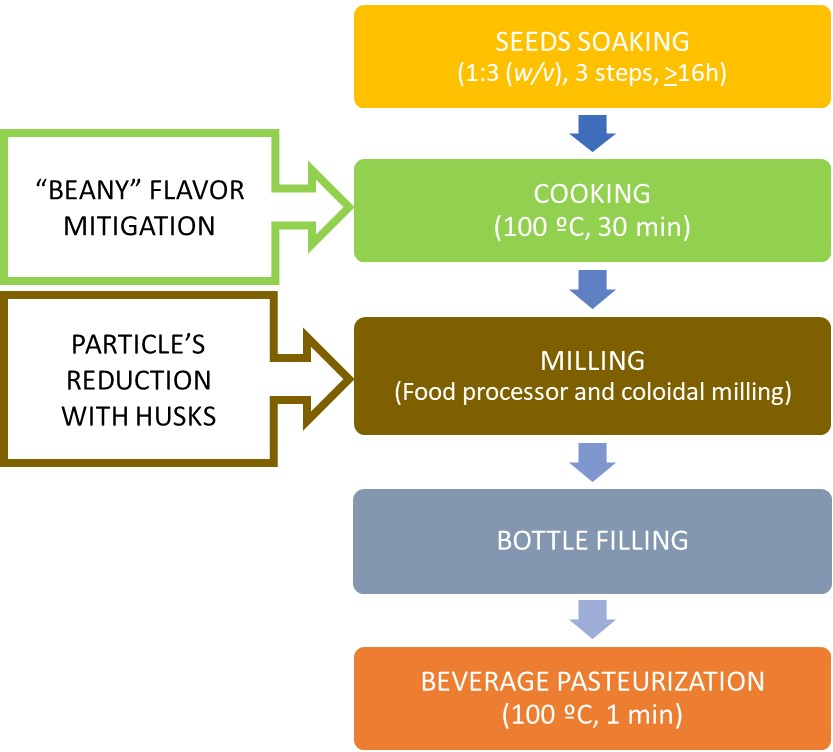 SEEDS SOAKING
(1:3 (w/v), 3 steps, ≥16h)
“BEANY” FLAVOR
MITIGATION
COOKING
(100 ºC, 30 min)
PARTICLE’S
REDUCTION
WITH HUSKS
MILLING
(Food processor and coloidal milling)
BOTTLE FILLING
BEVERAGE PASTEURIZATION
(100 ºC, 1 min)